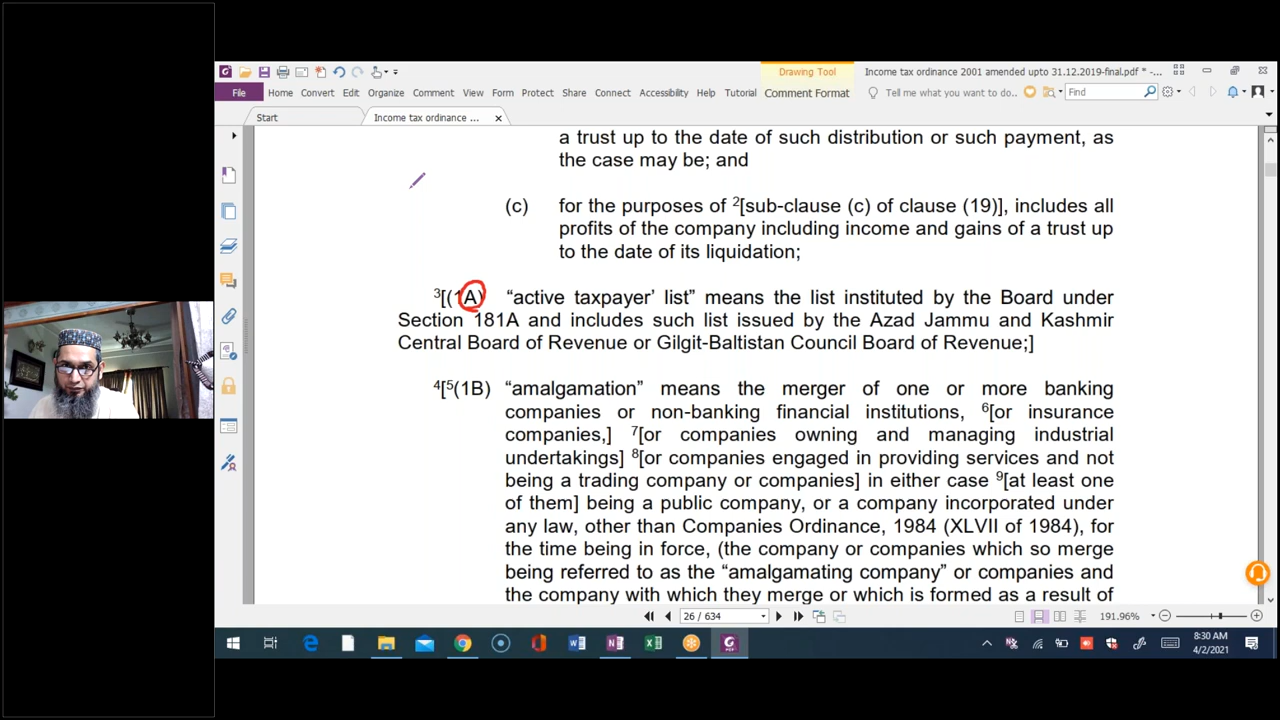 Drawing Tool
Income tax ordinance 2001 amended upto 31.12.2019-final.pdf * -...
File Home Convert Edit Organize Comment View Form Protect Share Connect Accessibility Help Tutorial Comment Format Tell me what you want to do.. Find
Start Income tax ordinance ...
a trust up to the date of such distribution or such payment, as
the case may be; and
(c) for the purposes of 2[sub-clause (c) of clause (19)], includes all
profits of the company including income and gains of a trust up
to the date of its liquidation;
3[(1A) “active taxpayer’ list” means the list instituted by the Board under
Section 181A and includes such list issued by the Azad Jammu and Kashmir
Central Board of Revenue or Gilgit-Baltistan Council Board of Revenue;]
4[5(1B) “amalgamation” means the merger of one or more banking
companies or non-banking financial institutions, 6[or insurance
companies,] 7[or companies owning and managing industrial
undertakings] 8[or companies engaged in providing services and not
being a trading company or companies] in either case 9[at least one
of them] being a public company, or a company incorporated under
any law, other than Companies Ordinance, 1984 (XLVII of 1984), for
the time being in force, (the company or companies which so merge
being referred to as the “amalgamating company” or companies and
the company with which they merge or which is formed as a result of
26 / 634 191.96%
8:30 AM
4/2/2021